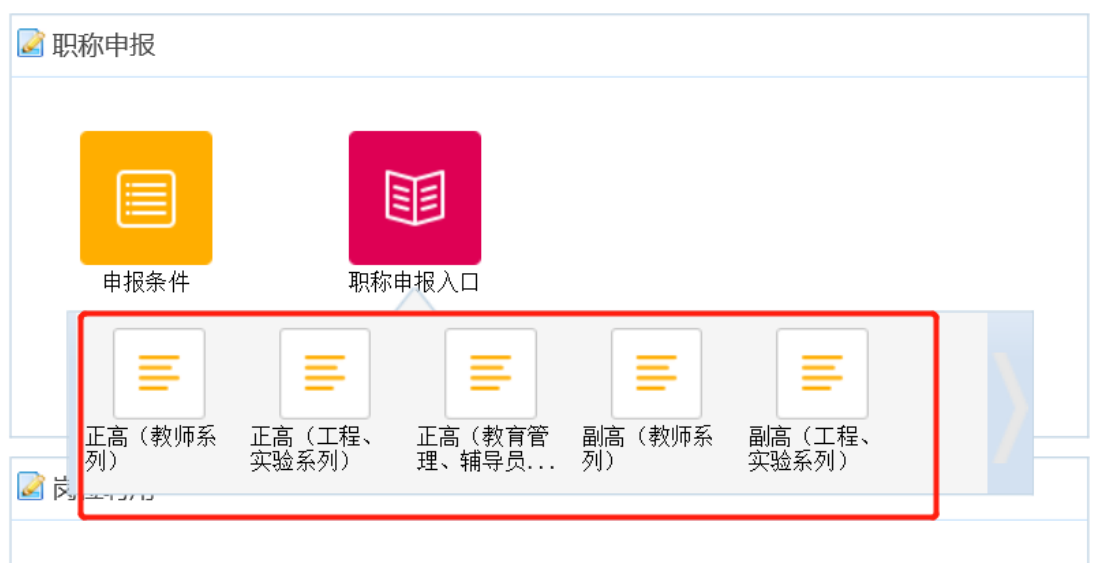 职称申报
申报条件
职称申报入口
正高（教师系
列）
正高（工程、
实验系列）
正高（教育管
理、辅导员...
副高（教师系
列）
副高（工程、
实验系列）